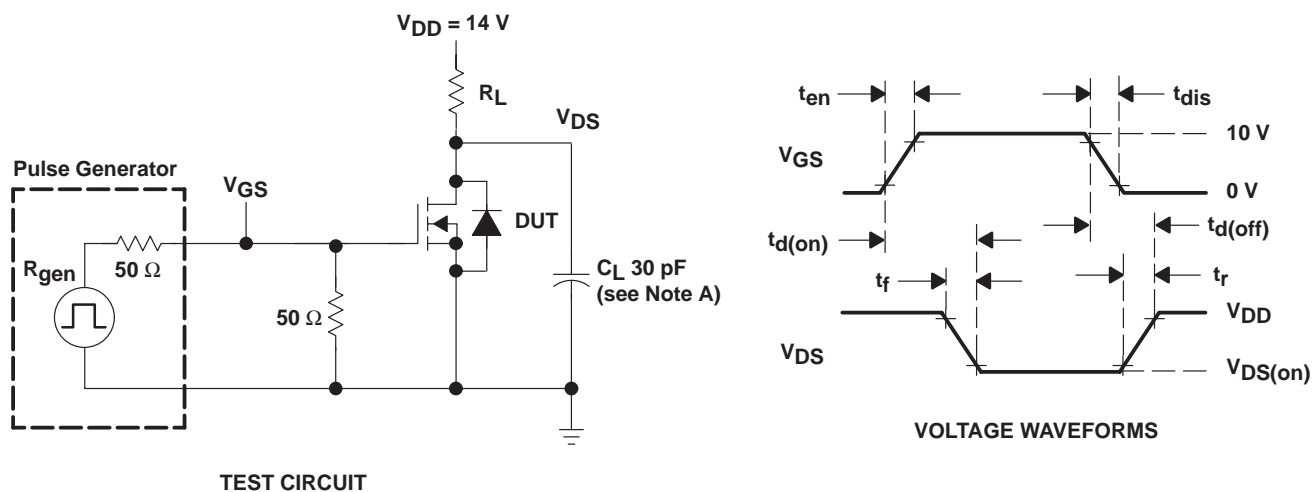 VDD = 14 V
RL
VDS
Pulse Generator
VGS
Rgen
50 Ω
50 Ω
DUT
CL 30 pF
(see Note A)
TEST CIRCUIT
ten
tdis
VGS
10 V
0 V
td(on)
td(off)
tf
tr
VDS
VDD
VDS(on)
VOLTAGE WAVEFORMS